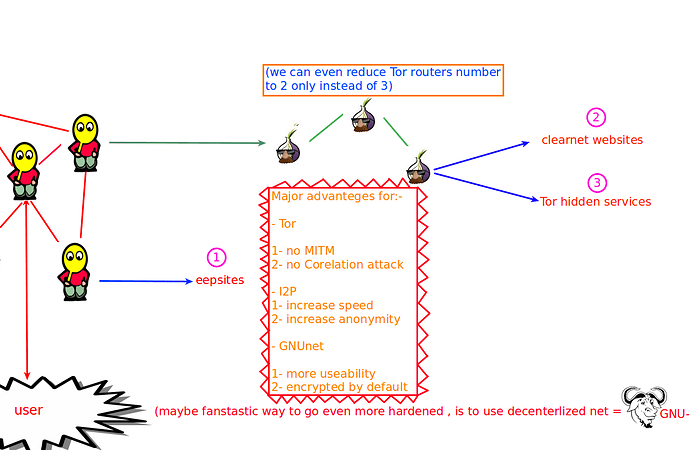 (we can even reduce Tor routers number
to 2 only instead of 3)
2
clearnet websites
3
Tor hidden services
Major advanteges for:-
- Tor
1- no MITM
2- no Corelation attack
- I2P
1- increase speed
2- increase anonymity
- GNUnet
1- more useability
2- encrypted by default
1
eepsites
user
(maybe fanstastic way to go even more hardened , is to use decenterlized net =
GNU-